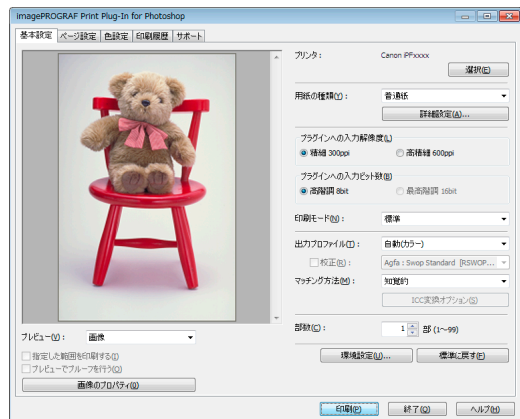 imagePROGRAF Print Plug-In for Photoshop
基本設定 ページ設定 色設定 印刷履歴 サポート
プリンタ： Canon iPFxxxx
選択(E)
用紙の種類(Y)： 普通紙
詳細設定(A)...
プラグインへの入力解像度(L)
精細 300ppi 高精細 600ppi
プラグインへの入力ビット数(B)
高階調 8bit 最高階調 16bit
印刷モード(N)： 標準
出力プロファイル(T)： 自動(カラー)
校正(R)： Agfa : Swop Standard [RSWOP...
マッチング方法(M)： 知覚的
ICC変換オプション(S)
部数(C)： 1 部 (1～99)
プレビュー(V)： 画像
指定した範囲を印刷する(I)
プレビューでプルーフを行う(O)
画像のプロパティ(0)
環境設定(U)... 標準に戻す(F)
印刷(P) 終了(Q) ヘルプ(H)